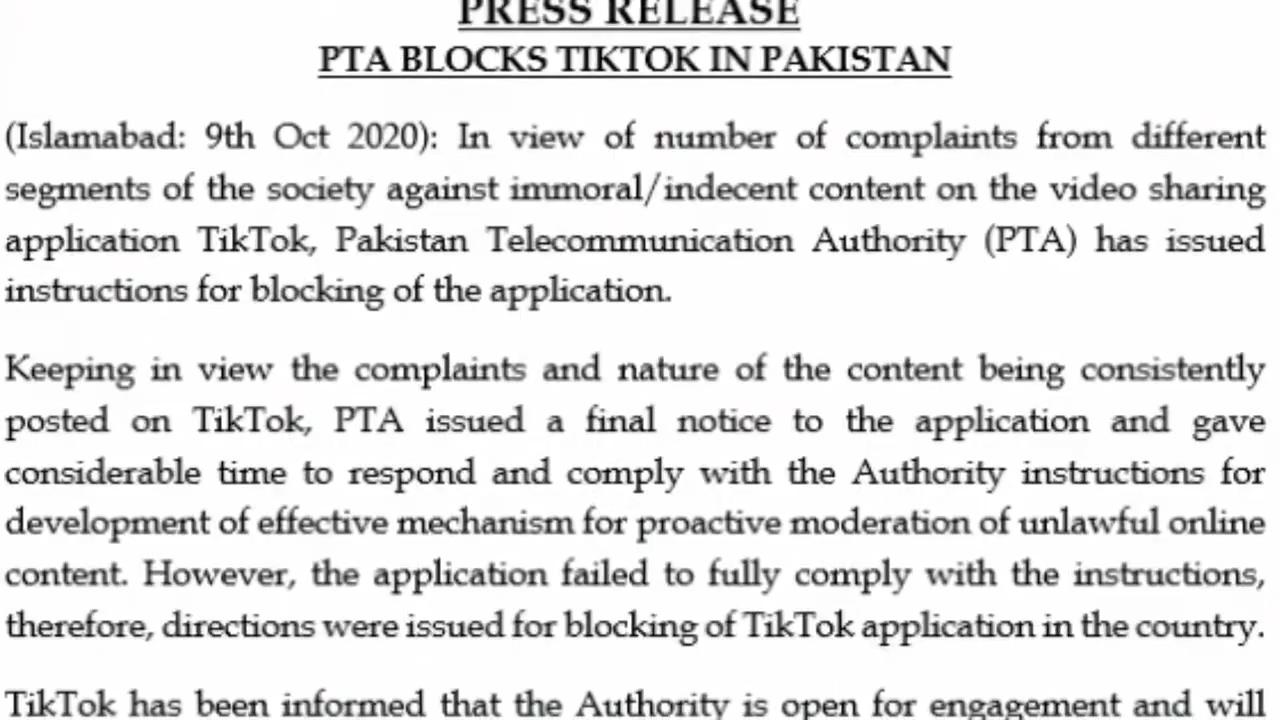 PRESS RELEASE
PTA BLOCKS TIKTOK IN PAKISTAN
(Islamabad: 9th Oct 2020): In view of number of complaints from different
segments of the society against immoral/indecent content on the video sharing
application TikTok, Pakistan Telecommunication Authority (PTA) has issued
instructions for blocking of the application.
Keeping in view the complaints and nature of the content being consistently
posted on TikTok, PTA issued a final notice to the application and gave
considerable time to respond and comply with the Authority instructions for
development of effective mechanism for proactive moderation of unlawful online
content. However, the application failed to fully comply with the instructions,
therefore, directions were issued for blocking of TikTok application in the country.
TikTok has been informed that the Authority is open for engagement and will